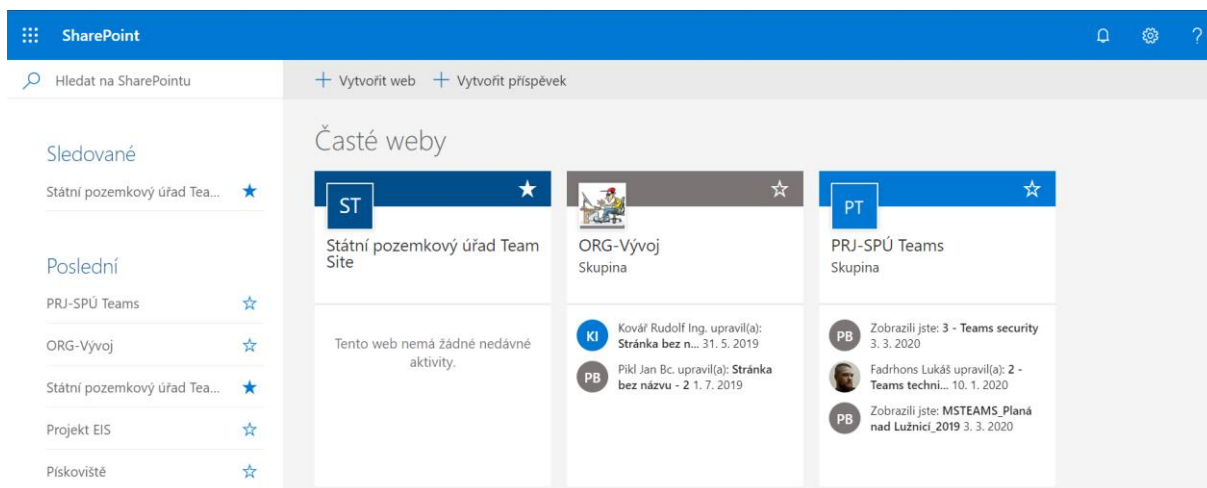 SharePoint
?
Hledat na SharePointu
Vytvořit web
Vytvořit příspěvek
Sledované
Státní pozemkový úřad Tea...
Poslední
PRJ-SPÚ Teams
ORG-Vývoj
Státní pozemkový úřad Tea...
Projekt EIS
Pískoviště
Časté weby
ST
Státní pozemkový úřad Team
Site
Tento web nemá žádné nedávné
aktivity.
ORG-Vývoj
Skupina
KI
Kovář Rudolf Ing. upravil(a):
Stránka bez n... 31. 5. 2019
PB
Pikl Jan Bc. upravil(a): Stránka
bez názvu - 2 1. 7. 2019
PT
PRJ-SPÚ Teams
Skupina
PB
Zobrazili jste: 3 - Teams security
3. 3. 2020
Fadrhons Lukáš upravil(a): 2 -
Teams techni... 10. 1. 2020
PB
Zobrazili jste: MSTEAMS_Planá
nad Lužnicí_2019 3. 3. 2020